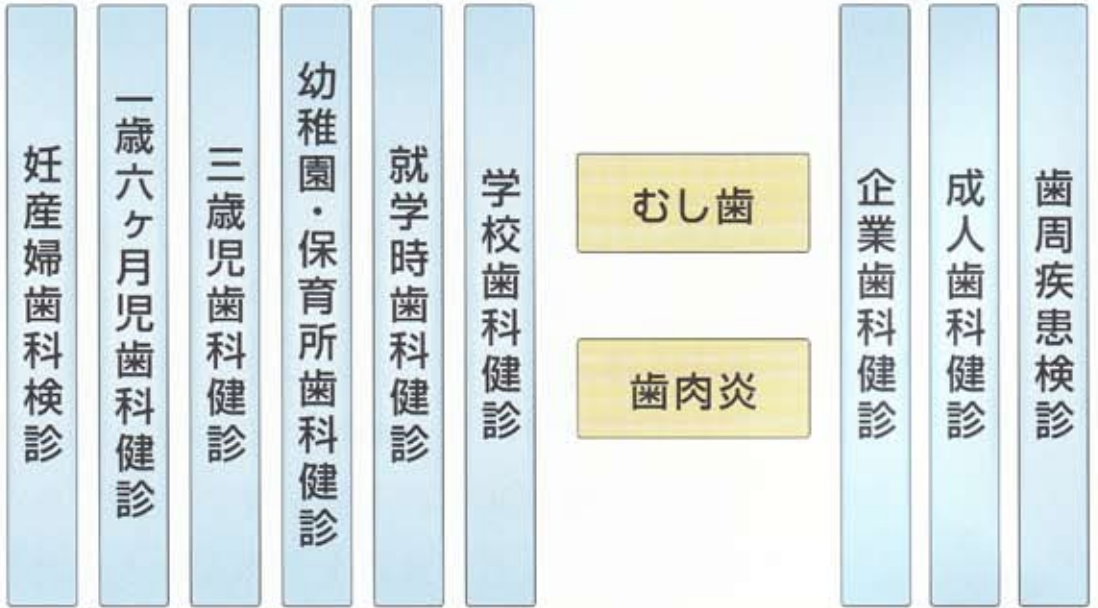 妊産婦歯科検診
一歳六ヶ月児歯科健診
三歳児歯科健診
幼稚園・保育所歯科健診
就学時歯科健診
学校歯科健診
むし歯
歯肉炎
企業歯科健診
成人歯科健診
歯周疾患検診